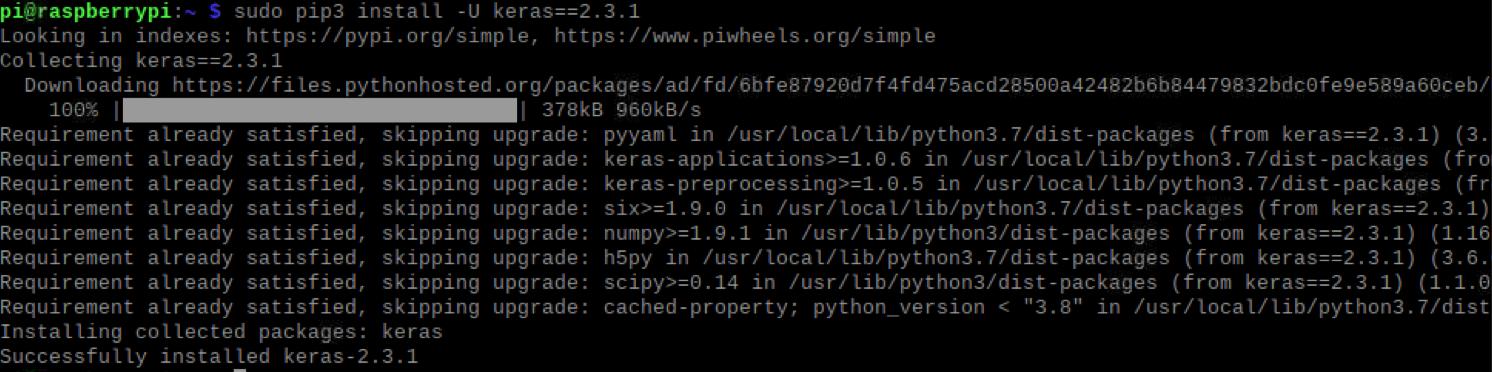 pi@raspberrypi:~ $ sudo pip3 install -U keras==2.3.1
Looking in indexes: https://pypi.org/simple, https://www.piwheels.org/simple
Collecting keras==2.3.1
Downloading https://files.pythonhosted.org/packages/ad/fd/6bfe87920d7f4fd475acd28500a42482b6b84479832bdc0fe9e589a60ceb/
100% || 378kB 960kB/s
Requirement already satisfied, skipping upgrade: pyyaml in /usr/local/lib/python3.7/dist-packages (from keras==2.3.1) (3.
Requirement already satisfied, skipping upgrade: keras-applications>=1.0.6 in /usr/local/lib/python3.7/dist-packages (fro
Requirement already satisfied, skipping upgrade: keras-preprocessing>=1.0.5 in /usr/local/lib/python3.7/dist-packages (fr
Requirement already satisfied, skipping upgrade: six>=1.9.0 in /usr/local/lib/python3.7/dist-packages (from keras==2.3.1)
Requirement already satisfied, skipping upgrade: numpy>=1.9.1 in /usr/lib/python3/dist-packages (from keras==2.3.1) (1.16
Requirement already satisfied, skipping upgrade: h5py in /usr/local/lib/python3.7/dist-packages (from keras==2.3.1) (3.6.
Requirement already satisfied, skipping upgrade: scipy>=0.14 in /usr/lib/python3/dist-packages (from keras==2.3.1) (1.1.0
Requirement already satisfied, skipping upgrade: cached-property; python_version < "3.8" in /usr/local/lib/python3.7/dist
Installing collected packages: keras
Successfully installed keras-2.3.1